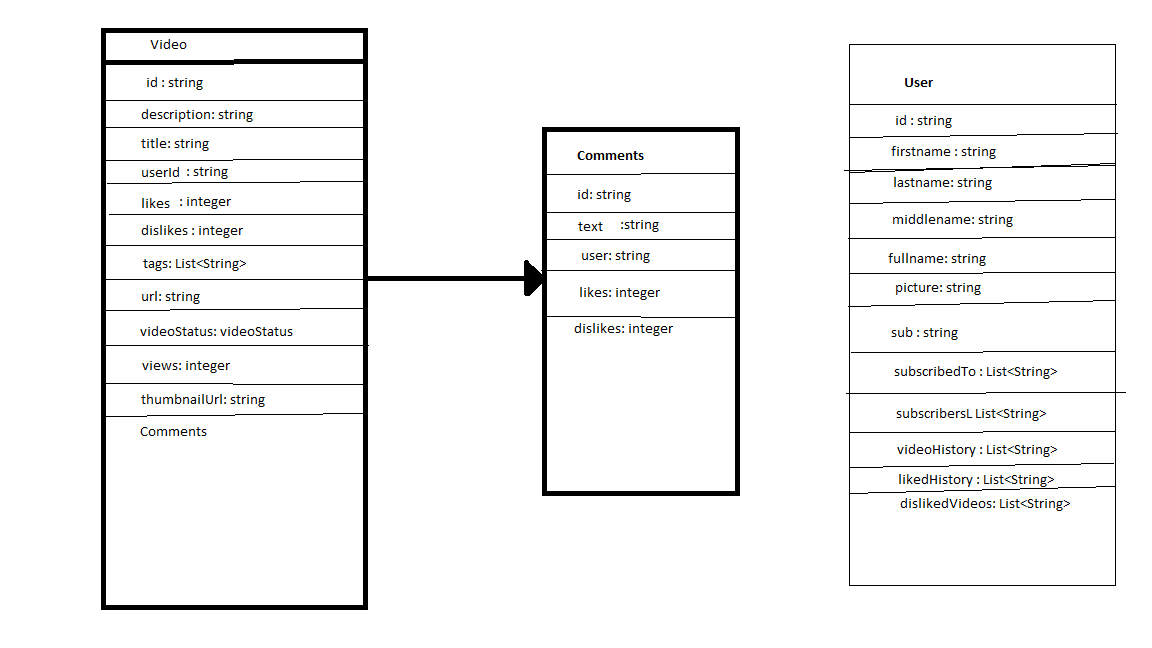 Video
id : string
description: string
title: string
userId : string
likes : integer
dislikes : integer
tags: List<String>
url: string
videoStatus: videoStatus
views: integer
thumbnailUrl: string
Comments
Comments
id: string
text :string
user: string
likes: integer
dislikes: integer
User
id : string
firstname : string
lastname: string
middlename: string
fullname: string
picture: string
sub : string
subscribedTo : List<String>
subscribersL List<String>
videoHistory : List<String>
likedHistory : List<String>
dislikedVideos: List<String>